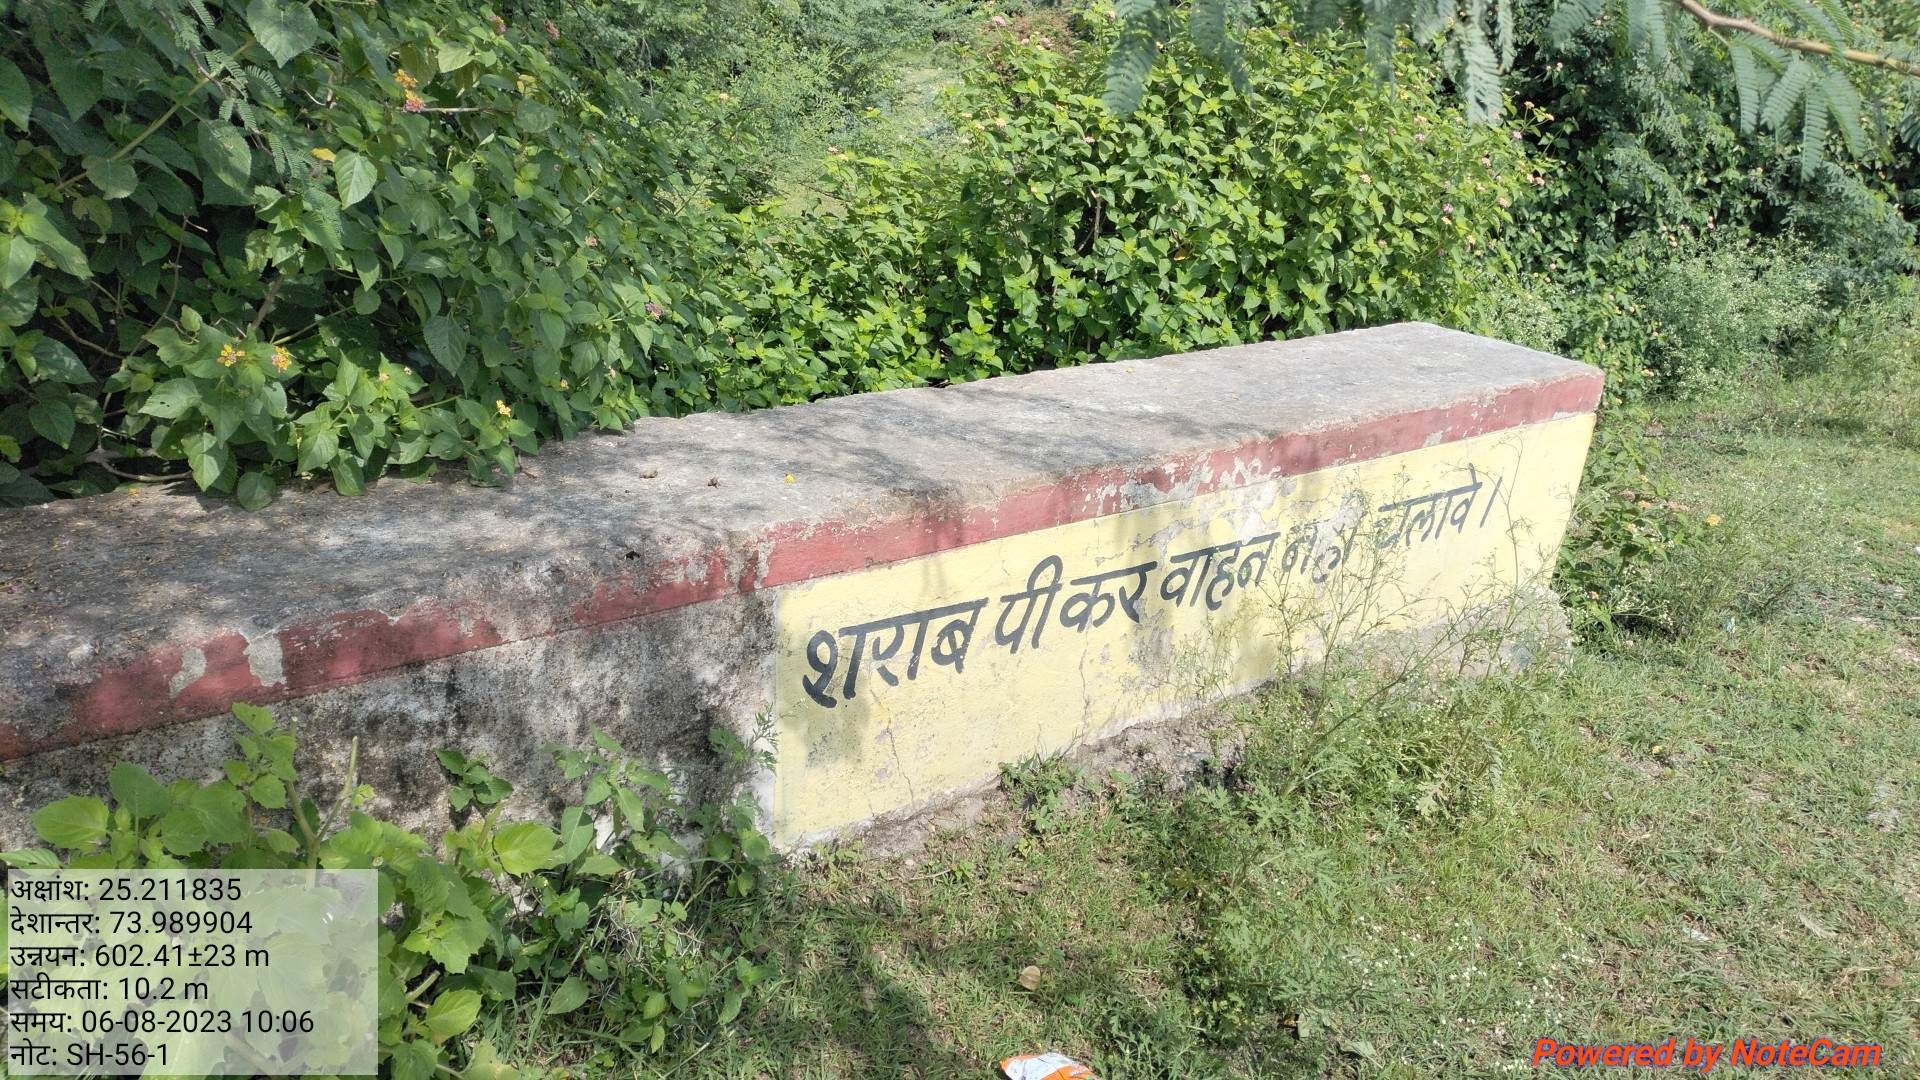 शराब पीकर वाहन नही चलावे।
अक्षांश: 25.211835
देशान्तर: 73.989904
उन्नयन: 602.41±23 m
सटीकता: 10.2 m
समय: 06-08-2023 10:06
नोट: SH-56-1
Powered by NoteCam